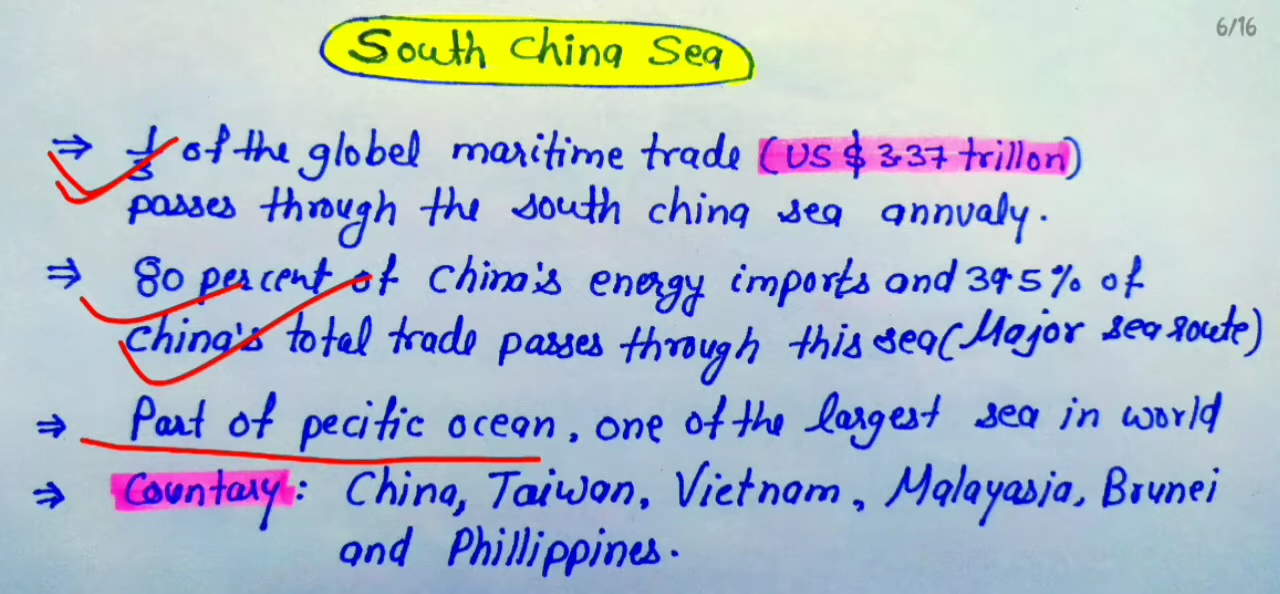 South China Sea
6/16
⇒ 1/3 of the global maritime trade (US $ 3.37 trillon)
passes through the south china sea annualy.
⇒ 80 percent of China's energy imports and 39.5% of
China's total trade passes through this sea (Major sea route)
⇒ Part of pecific ocean, one of the largest sea in world
⇒ Countary: China, Taiwan, Vietnam, Malayasia, Brunei
and Phillippines.